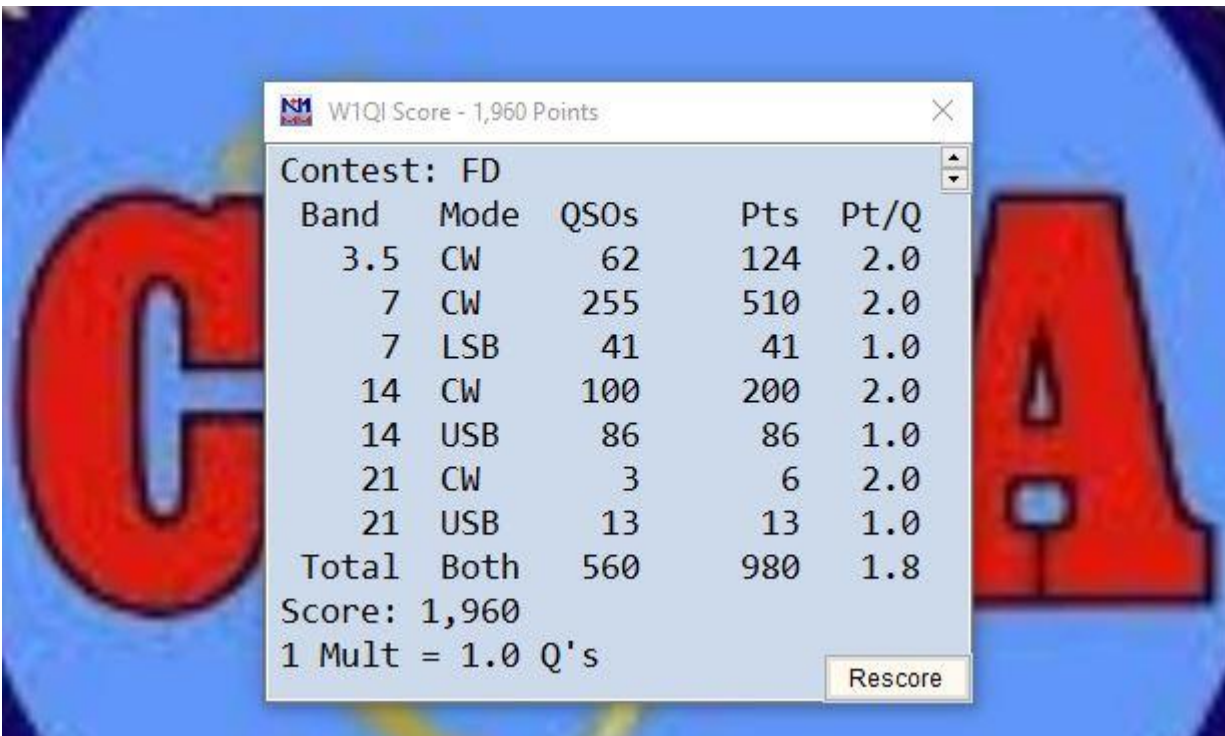 W1QI Score - 1,960 Points
Contest: FD
Band Mode QSOs Pts Pt/Q
3.5 CW 62 124 2.0
7 CW 255 510 2.0
7 LSB 41 41 1.0
14 CW 100 200 2.0
14 USB 86 86 1.0
21 CW 3 6 2.0
21 USB 13 13 1.0
Total Both 560 980 1.8
Score: 1,960
1 Mult = 1.0 Q's
Rescore
C A